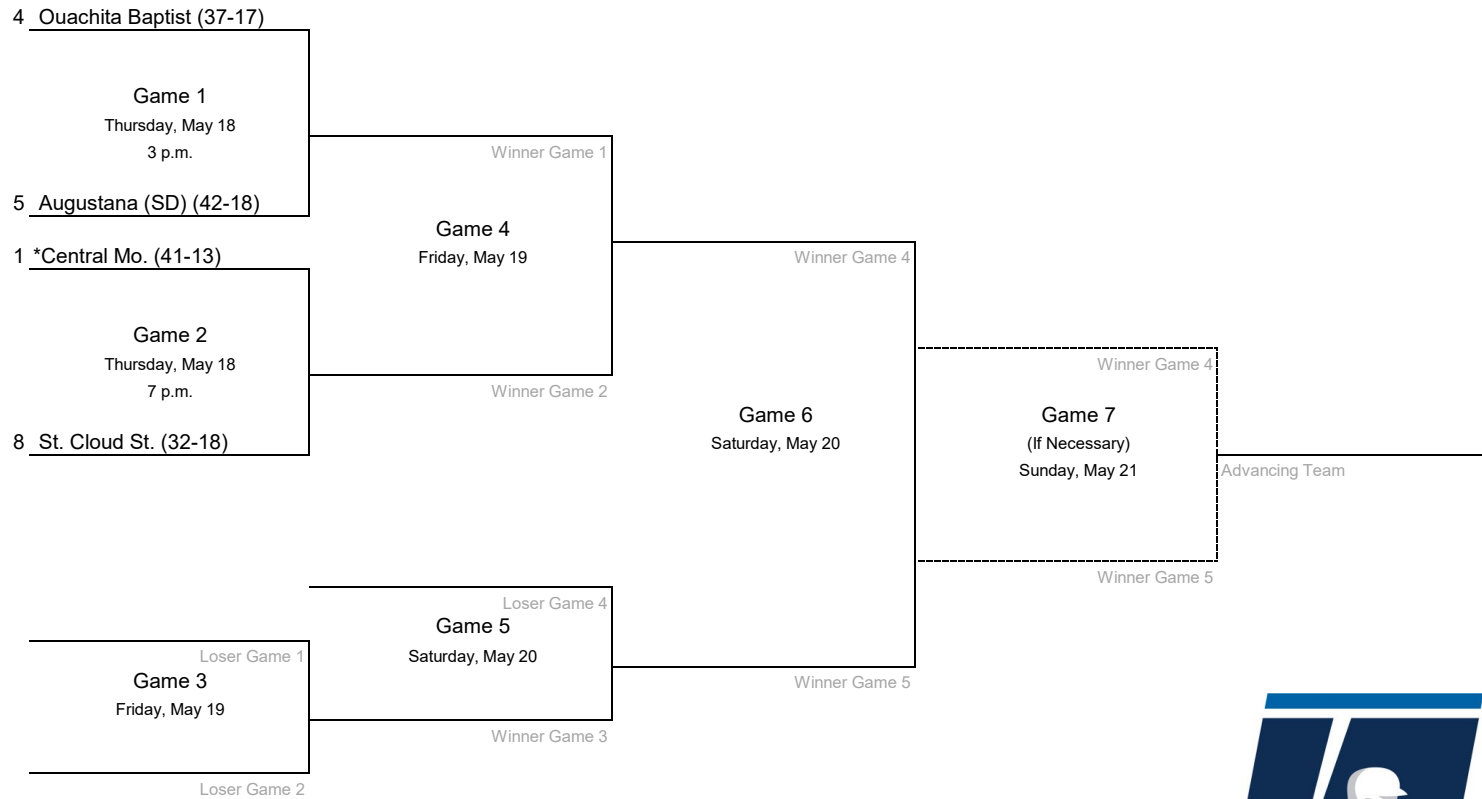 4 Ouachita Baptist (37-17)
Game 1
Thursday, May 18
3 p.m.
5 Augustana (SD) (42-18)
Winner Game 1
Game 4
Friday, May 19
1 *Central Mo. (41-13)
Game 2
Thursday, May 18
7 p.m.
8 St. Cloud St. (32-18)
Winner Game 2
Winner Game 4
Game 6
Saturday, May 20
Winner Game 4
Game 7
(If Necessary)
Sunday, May 21
Advancing Team
Winner Game 5
Loser Game 4
Game 5
Saturday, May 20
Winner Game 5
Loser Game 1
Game 3
Friday, May 19
Winner Game 3
Loser Game 2